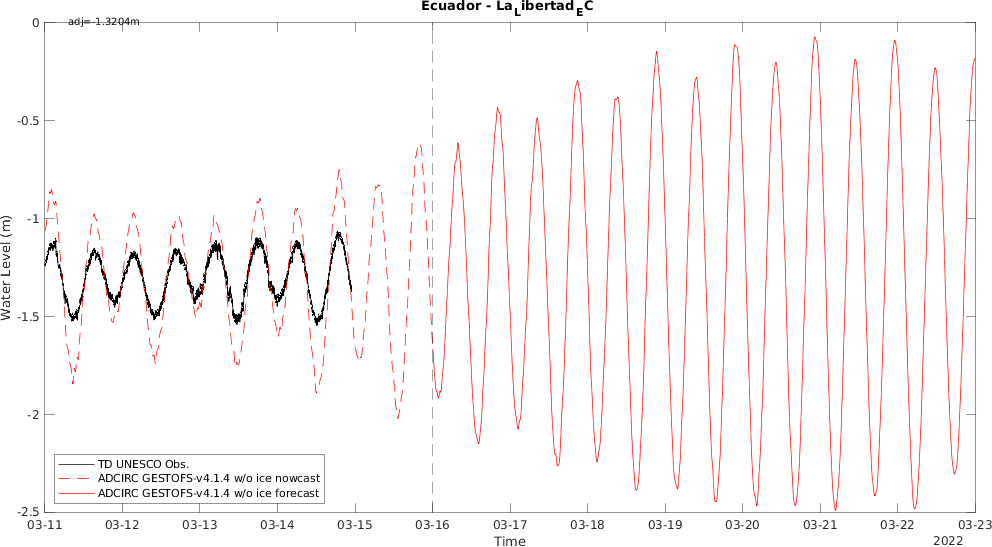 Ecuador - LaLibertadEC
adj=-1.3204m
0
-0.5
-1
-1.5
-2
-2.5
Water Level (m)
TD UNESCO Obs.
ADCIRC GESTOFS-v4.1.4 w/o ice nowcast
ADCIRC GESTOFS-v4.1.4 w/o ice forecast
03-11 03-12 03-13 03-14 03-15 03-16 03-17 03-18 03-19 03-20 03-21 03-22 03-23
Time
2022